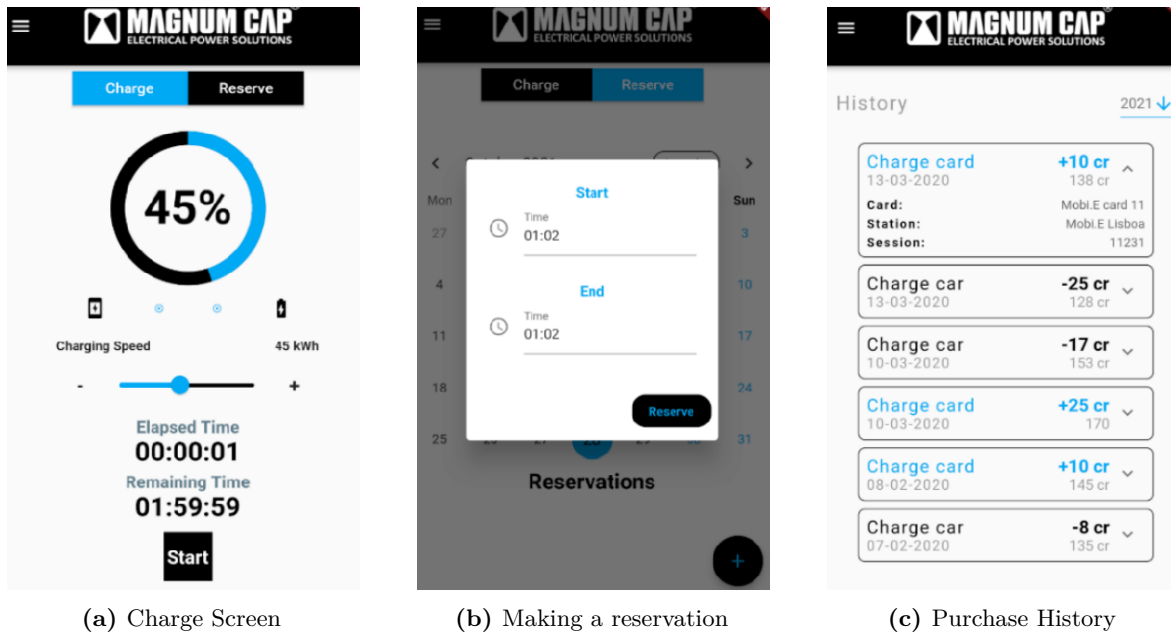 MAGNUM CAP®
ELECTRICAL POWER SOLUTIONS
Charge Reserve
45%
Charging Speed 45 kWh
- +
Elapsed Time
00:00:01
Remaining Time
01:59:59
Start
(a) Charge Screen
MAGNUM CAP
ELECTRICAL POWER SOLUTIONS
Charge Reserve
Mon Sun
27 3
4 10
11 17
18 24
25 31
Start
Time
01:02
End
Time
01:02
Reserve
Reservations
+
(b) Making a reservation
MAGNUM CAP®
ELECTRICAL POWER SOLUTIONS
History 2021
Charge card +10 cr
13-03-2020 138 cr
Card: Mobi.E card 11
Station: Mobi.E Lisboa
Session: 11231
Charge car -25 cr
13-03-2020 128 cr
Charge car -17 cr
10-03-2020 153 cr
Charge card +25 cr
10-03-2020 170
Charge card +10 cr
08-02-2020 145 cr
Charge car -8 cr
07-02-2020 135 cr
(c) Purchase History